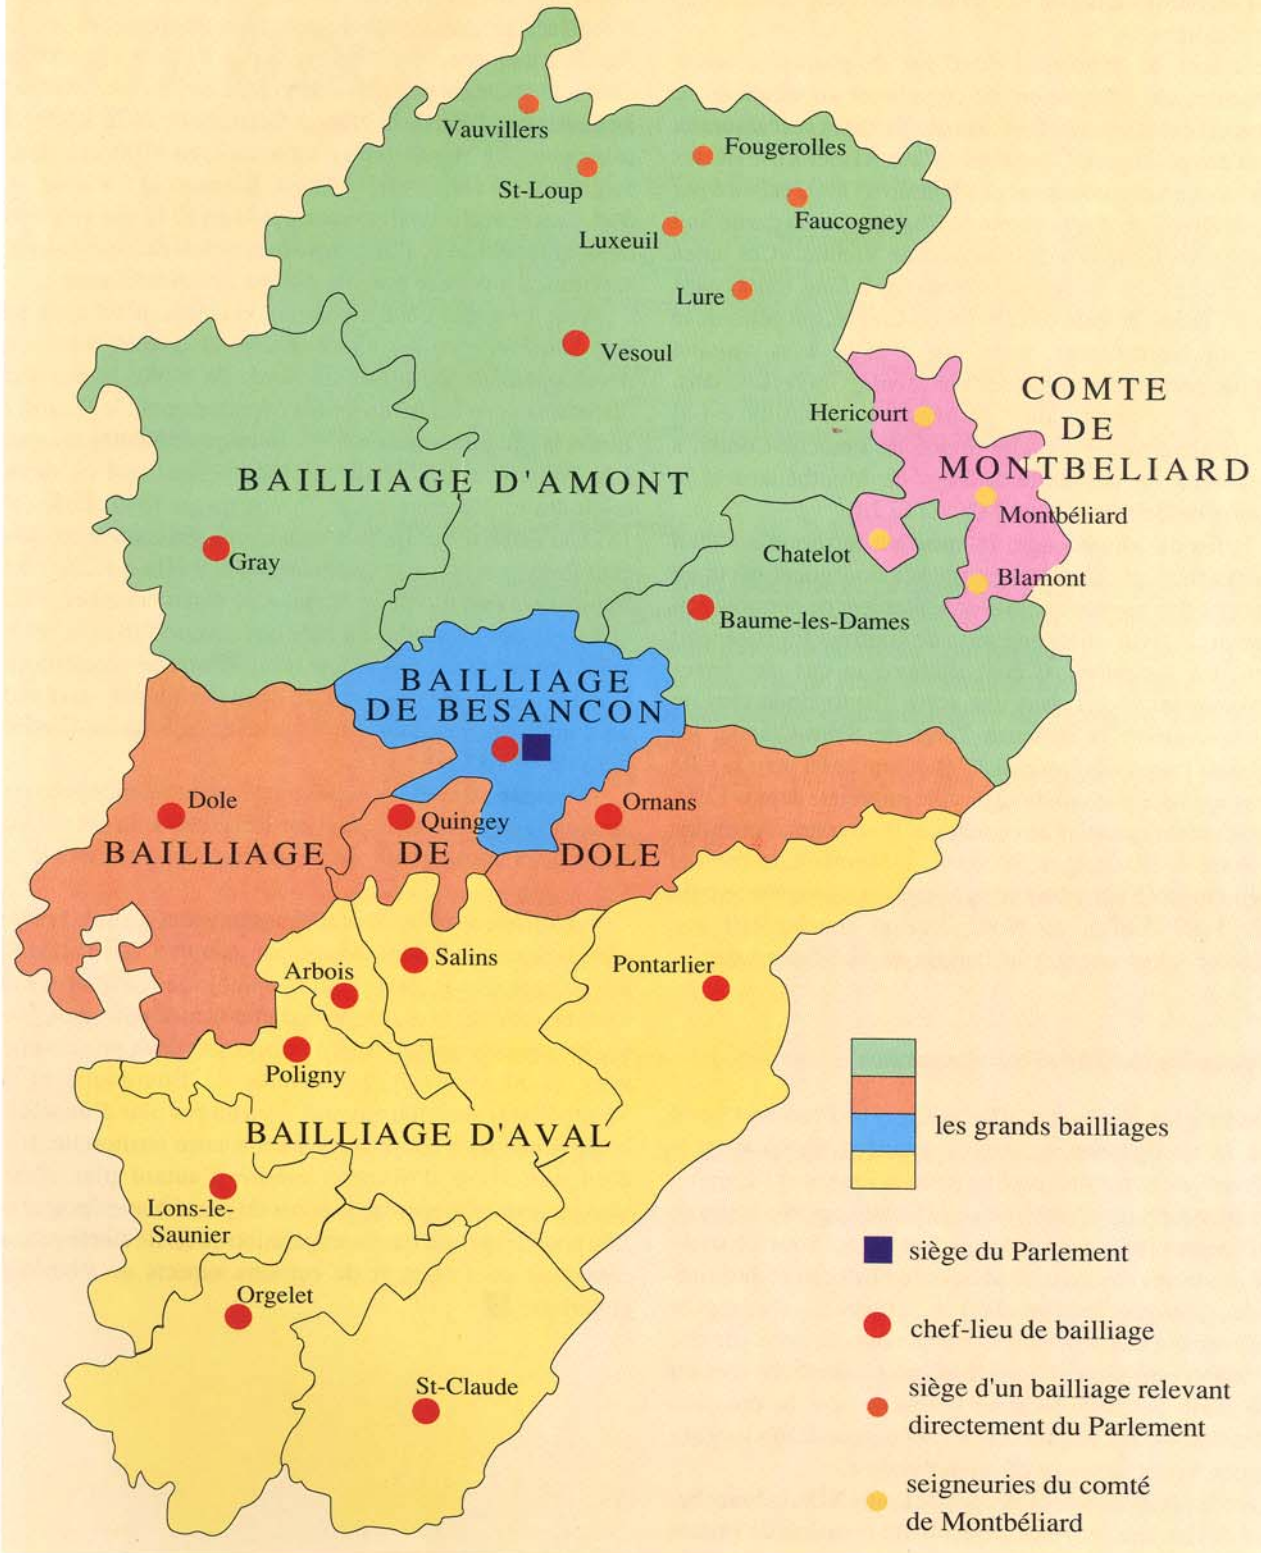 Vauvillers
Fougerolles
St-Loup
Faucogney
Luxeuil
Lure
Vesoul
COMTE
DE
MONTBELIARD
Hericourt
BAILLIAGE D'AMONT
Montbéliard
Gray
Chatelot
Blamont
Baume-les-Dames
BAILLIAGE
DE BESANCON
Dole
Quingey
Ornans
BAILLIAGE DE DOLE
Salins
Arbois
Pontarlier
Poligny
BAILLIAGE D'AVAL
Lons-le-
Saunier
Orgelet
St-Claude
les grands bailliages
siège du Parlement
chef-lieu de bailliage
siège d'un bailliage relevant
directement du Parlement
seigneuries du comté
de Montbéliard